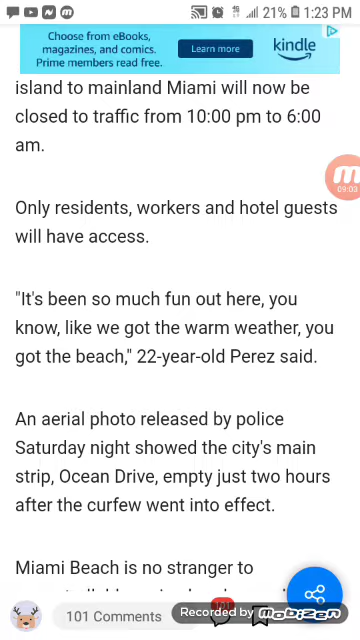 21% 1:23 PM
Choose from eBooks,
magazines, and comics.
Prime members read free.
Learn more
kindle
island to mainland Miami will now be
closed to traffic from 10:00 pm to 6:00
am.
09:03
Only residents, workers and hotel guests
will have access.
"It's been so much fun out here, you
know, like we got the warm weather, you
got the beach," 22-year-old Perez said.
An aerial photo released by police
Saturday night showed the city's main
strip, Ocean Drive, empty just two hours
after the curfew went into effect.
Miami Beach is no stranger to
101 Comments
Recorded by mobizen